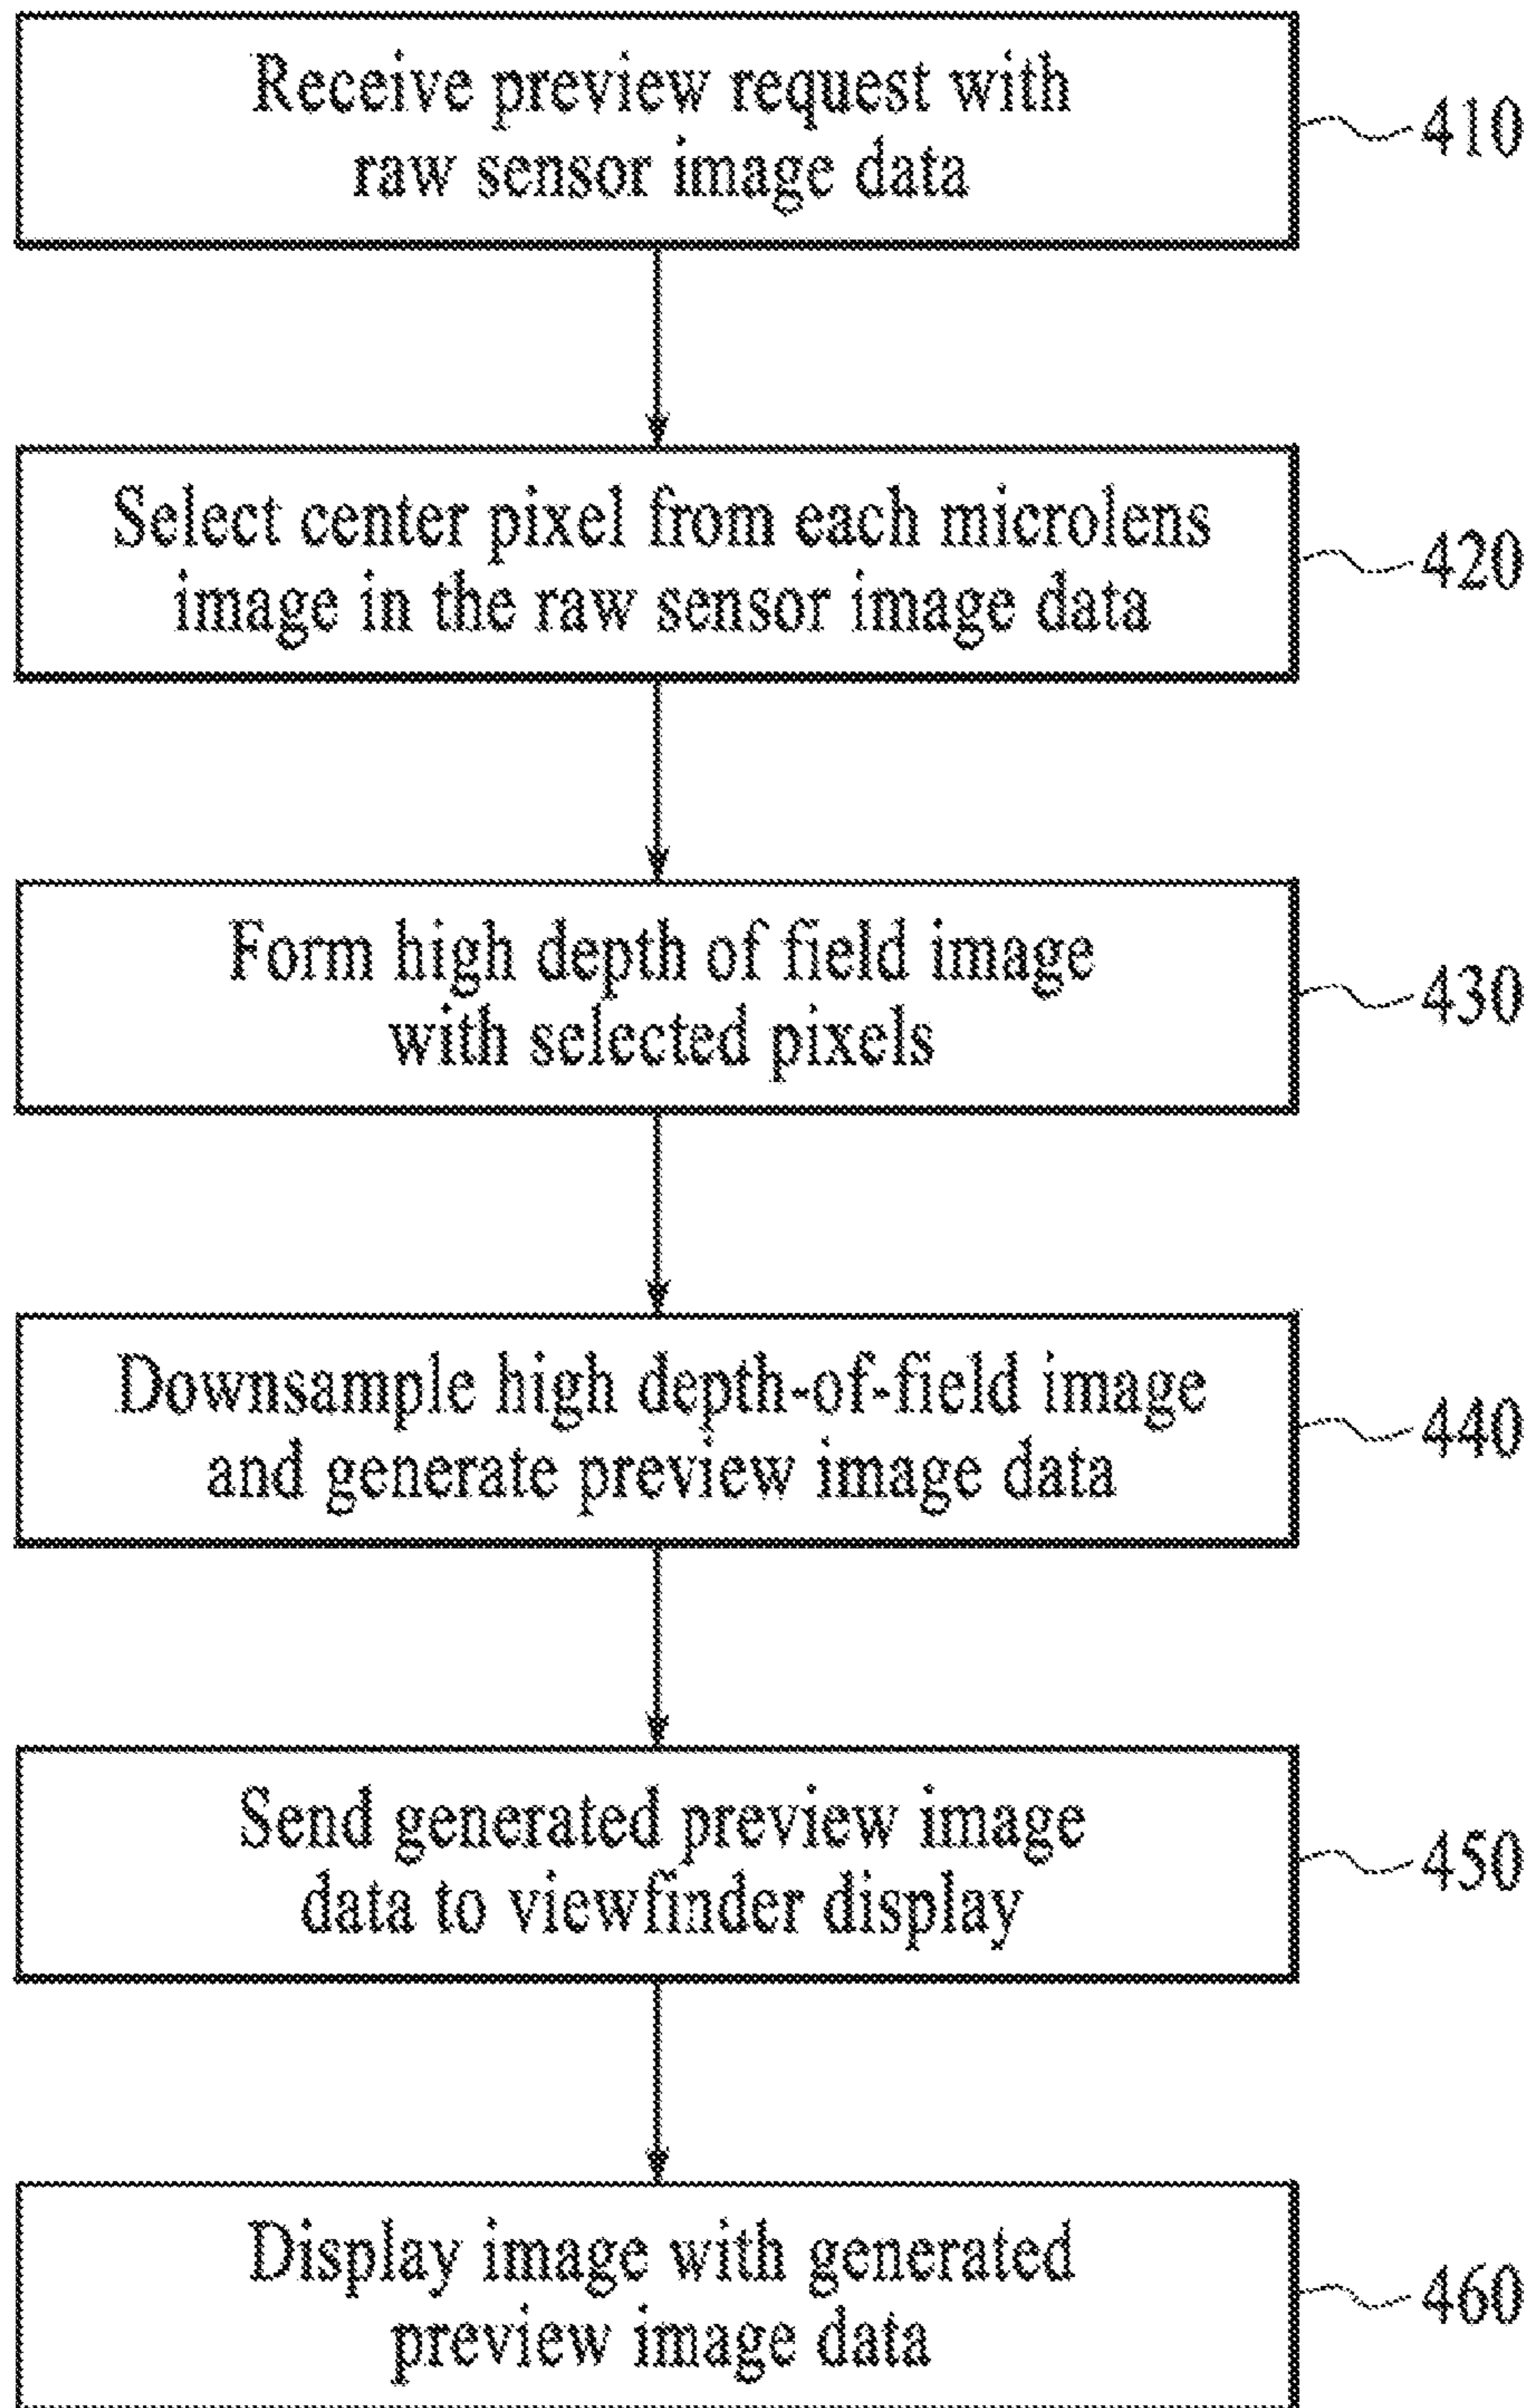 Receive preview request with
raw sensor image data
410
Select center pixel from each microlens
image in the raw sensor image data
420
Form high depth of field image
with selected pixels
430
Downsample high depth-of-field image
and generate preview image data
440
Send generated preview image
data to viewfinder display
450
Display image with generated
preview image data
460